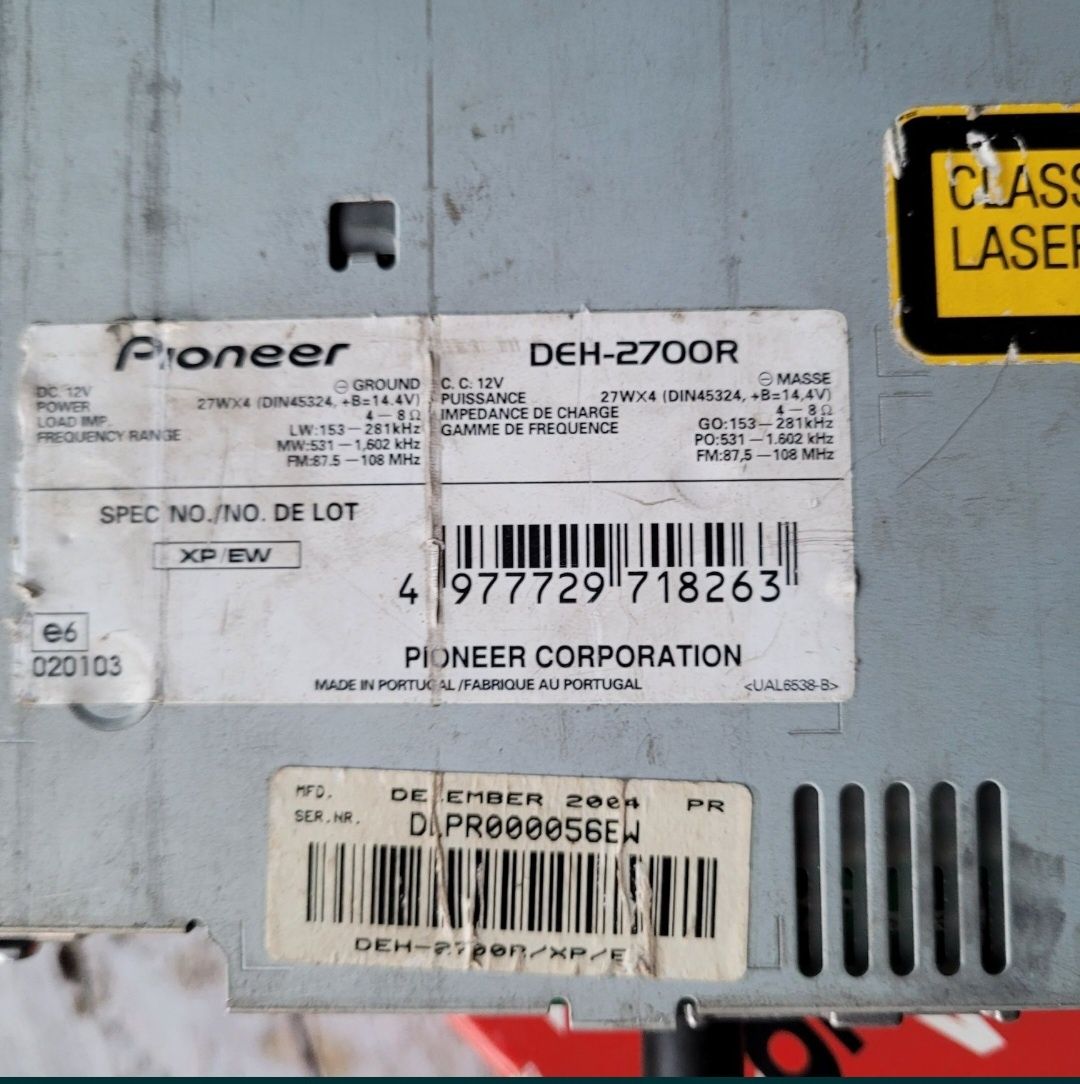 CLASS
LASER
Pioneer DEH-2700R
DC. 12V ⊖ GROUND
POWER 27WX4 (DIN45324, +B=14.4V)
LOAD IMP. 4 — 8 Ω
FREQUENCY RANGE LW:153 — 281kHz
MW:531 — 1,602 kHz
FM:87.5 — 108 MHz
C. C: 12V ⊖ MASSE
PUISSANCE 27WX4 (DIN45324, +B=14,4V)
IMPEDANCE DE CHARGE 4 — 8 Ω
GAMME DE FREQUENCE GO:153 — 281kHz
PO:531 — 1.602 kHz
FM:87,5 — 108 MHz
SPEC NO./NO. DE LOT
XP/EW
4 977729 718263
e6
020103
PIONEER CORPORATION
MADE IN PORTUGAL /FABRIQUE AU PORTUGAL <UAL6538-B>
MFD. DECEMBER 2004 PR
SER.NR. DLPR000056EW
DEH-2700R/XP/E